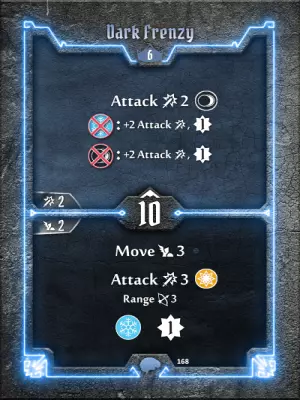 Dark Frenzy
6
Attack 2
: +2 Attack , 1
: +2 Attack , 1
2
10
2
Move 3
Attack 3
Range 3
1
168